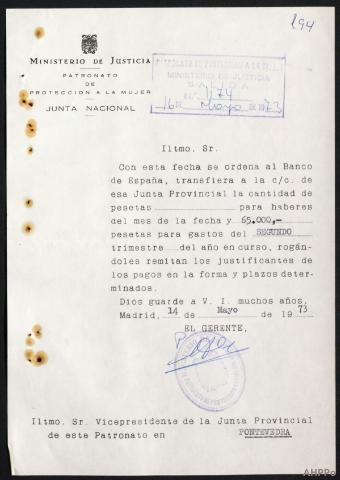 194
MINISTERIO DE JUSTICIA
PATRONATO
DE
PROTECCION A LA MUJER
JUNTA NACIONAL
MINISTERIO DE JUSTICIA
SALIDA
1174
16 DE Mayo DE 1973
Iltmo. Sr.
Con esta fecha se ordena al Banco
de España, transfiera a la c/c. de
esa Junta Provincial la cantidad de
pesetas para haberes
del mes de la fecha y 65.000,-
pesetas para gastos del SEGUNDO
trimestre del año en curso, rogán-
doles remitan los justificantes de
los pagos en la forma y plazos deter-
minados.
Dios guarde a V. I. muchos años,
Madrid, 14 de Mayo de 1973
EL GERENTE,
Iltmo. Sr. Vicepresidente de la Junta Provincial
de este Patronato en PONTEVEDRA
AHPPo